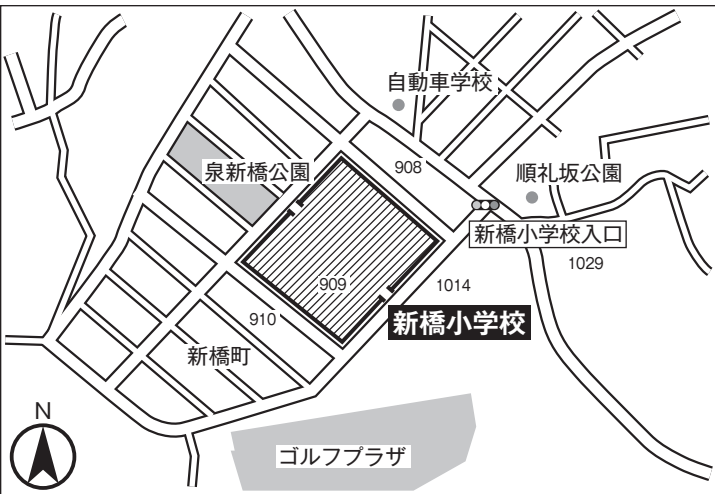 自動車学校
908
泉新橋公園
順礼坂公園
新橋小学校入口
1029
909
1014
新橋小学校
910
新橋町
N
ゴルフプラザ